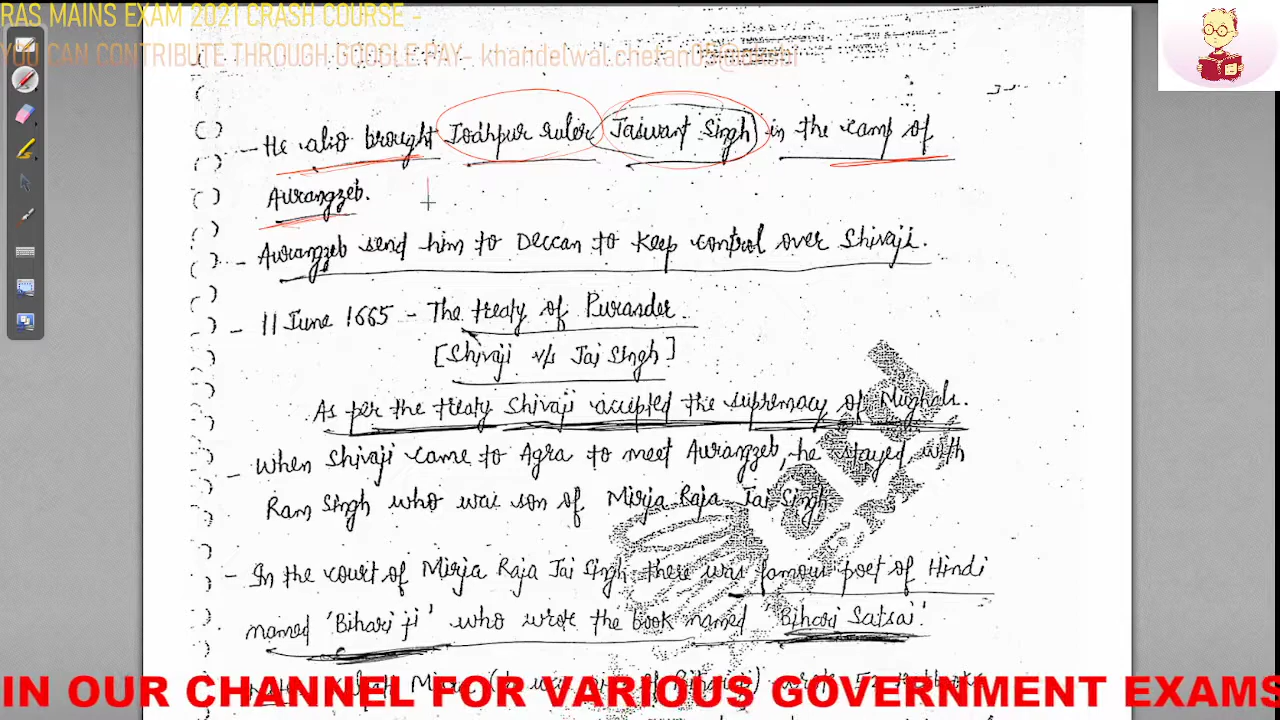 RAS MAINS EXAM 2021 CRASH COURSE -
YOU CAN CONTRIBUTE THROUGH GOOGLE PAY-
- He also brought Jodhpur ruler Jaswant Singh in the camp of
Aurangzeb.
- Aurangzeb send him to Deccan to keep control over Shivaji.
- 11 June 1665 - The treaty of Purander.
[Shivaji v/s Jai Singh]
As per the treaty Shivaji accepted the supremacy of Mughals.
- When Shivaji came to Agra to meet Aurangzeb, he stayed with
Ram Singh who was son of Mirja Raja Jai Singh
- In the court of Mirja Raja Jai Singh there was famous poet of Hindi
named 'Bihari ji' who wrote the book named 'Bihari Satsai'
IN OUR CHANNEL FOR VARIOUS GOVERNMENT EXAMS